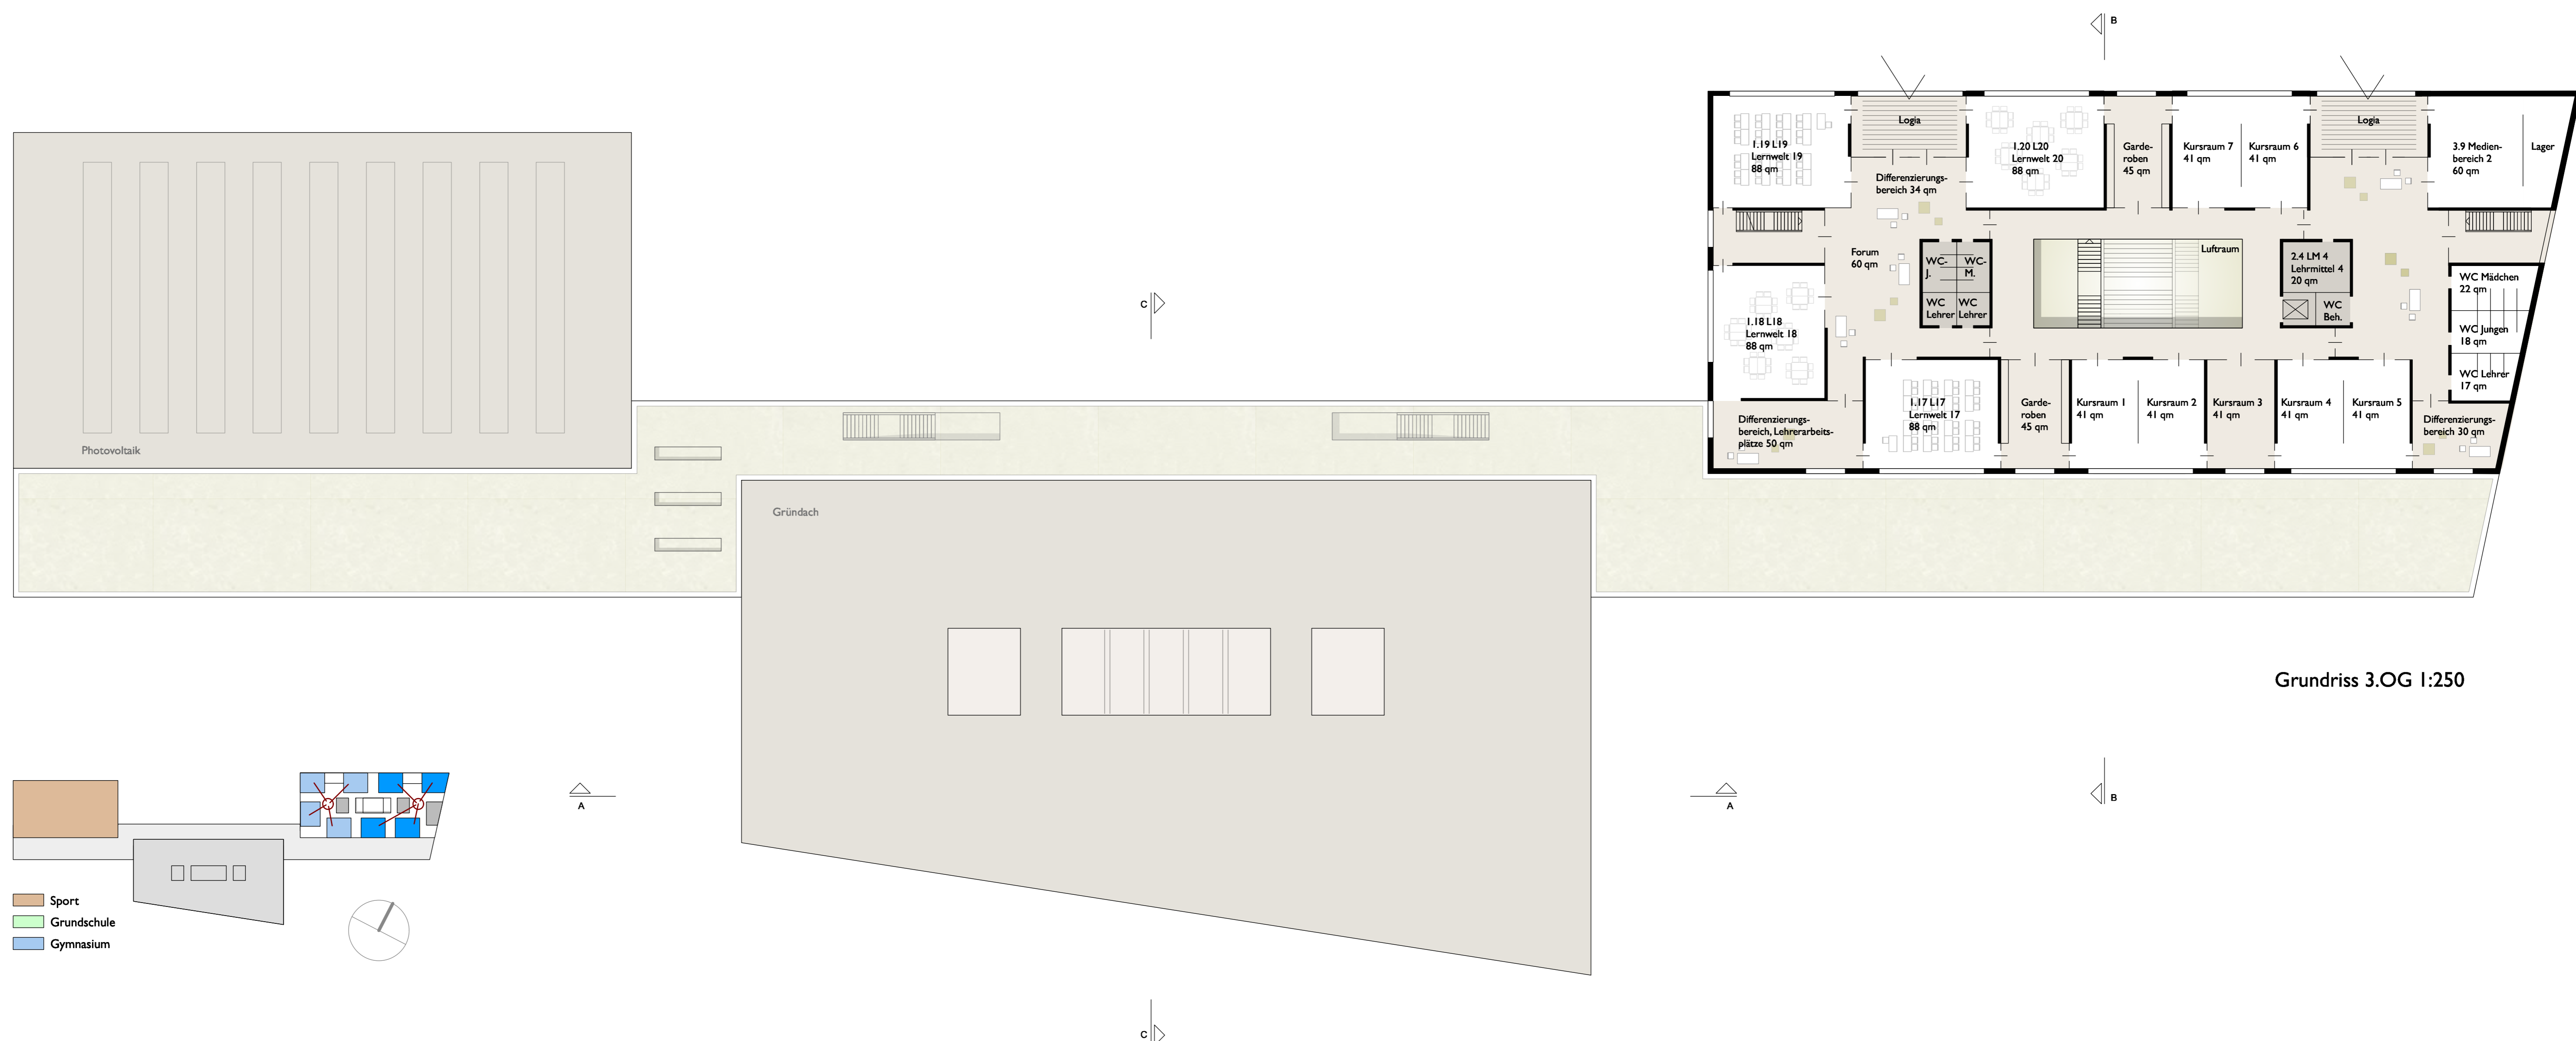 B
Logia
Logia
1.19 L19
Lernwelt 19
88 qm
Differenzierungs-
bereich 34 qm
1.20 L20
Lernwelt 20
88 qm
Garde-
roben
45 qm
Kursraum 7
41 qm
Kursraum 6
41 qm
3.9 Medien-
bereich 2
60 qm
Lager
Forum
60 qm
WC-
J.
WC-
M.
WC
Lehrer
WC
Lehrer
Luftraum
2.4 LM 4
Lehrmittel 4
20 qm
WC
Beh.
WC Mädchen
22 qm
WC Jungen
18 qm
WC Lehrer
17 qm
C
1.18 L18
Lernwelt 18
88 qm
Differenzierungs-
bereich, Lehrerarbeits-
plätze 50 qm
1.17 L17
Lernwelt 17
88 qm
Garde-
roben
45 qm
Kursraum 1
41 qm
Kursraum 2
41 qm
Kursraum 3
41 qm
Kursraum 4
41 qm
Kursraum 5
41 qm
Differenzierungs-
bereich 30 qm
Photovoltaik
Gründach
Grundriss 3.OG 1:250
A
A
B
Sport
Grundschule
Gymnasium
C